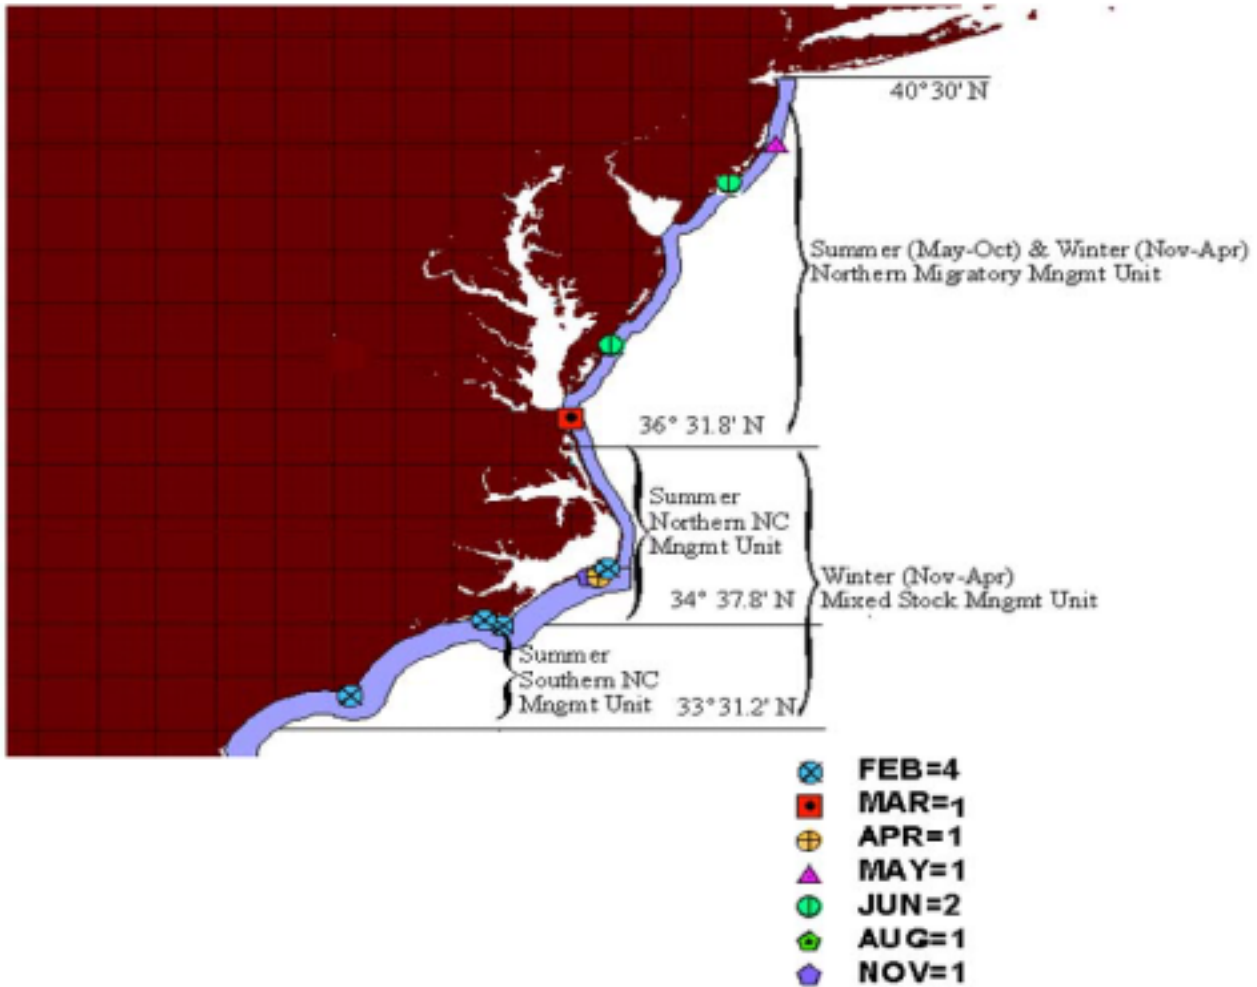 40°30' N
Summer (May-Oct) & Winter (Nov-Apr)
Northern Migratory Mngmt Unit
36° 31.8' N
Summer
Northern NC
Mngmt Unit
Winter (Nov-Apr)
Mixed Stock Mngmt Unit
34° 37.8' N
Summer
Southern NC
Mngmt Unit
33°31.2' N
FEB=4
MAR=1
APR=1
MAY=1
JUN=2
AUG=1
NOV=1